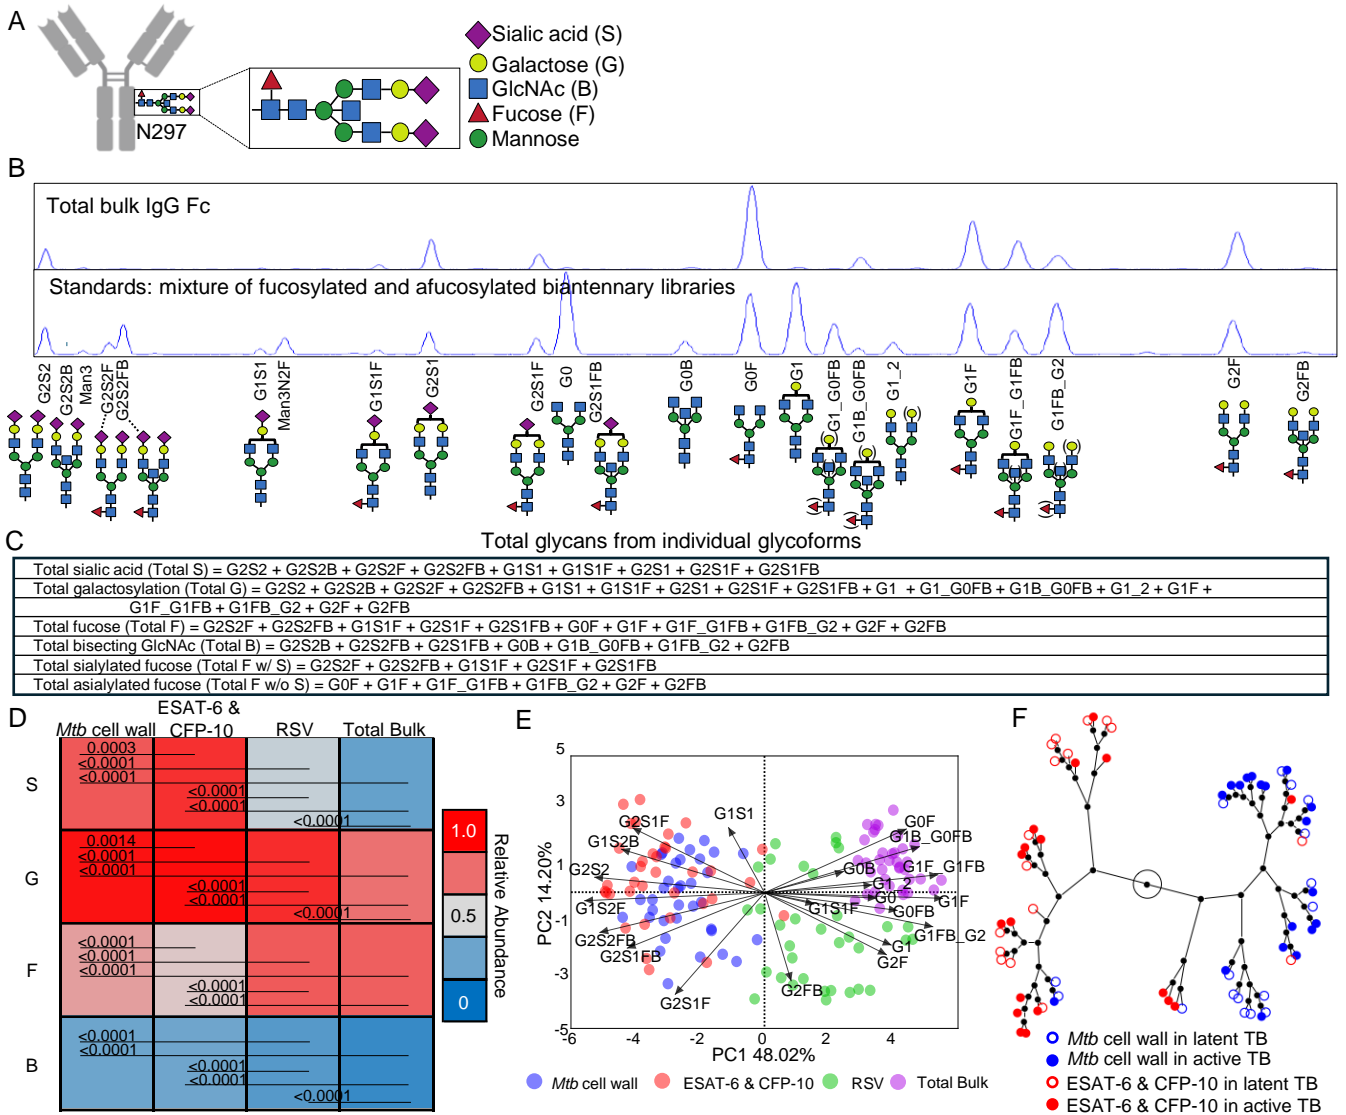 A
Sialic acid (S)
Galactose (G)
GlcNAc (B)
Fucose (F)
Mannose
N297
B
Total bulk IgG Fc
Standards: mixture of fucosylated and afucosylated biantennary libraries
G2S2
G2S2B
Man3
G2S2F
G2S2FB
G1S1
Man3N2F
G1S1F
G2S1
G2S1F
G0
G2S1FB
G0B
G0F
G1
G1_G0FB
G1B_G0FB
G1_2
G1F
G1F_G1FB
G1FB_G2
G2F
G2FB
C
Total glycans from individual glycoforms
Total sialic acid (Total S) = G2S2 + G2S2B + G2S2F + G2S2FB + G1S1 + G1S1F + G2S1 + G2S1F + G2S1FB
Total galactosylation (Total G) = G2S2 + G2S2B + G2S2F + G2S2FB + G1S1 + G1S1F + G2S1 + G2S1F + G2S1FB + G1 + G1_G0FB + G1B_G0FB + G1_2 + G1F +
G1F_G1FB + G1FB_G2 + G2F + G2FB
Total fucose (Total F) = G2S2F + G2S2FB + G1S1F + G2S1F + G2S1FB + G0F + G1F + G1F_G1FB + G1FB_G2 + G2F + G2FB
Total bisecting GlcNAc (Total B) = G2S2B + G2S2FB + G2S1FB + G0B + G1B_G0FB + G1FB_G2 + G2FB
Total sialylated fucose (Total F w/ S) = G2S2F + G2S2FB + G1S1F + G2S1F + G2S1FB
Total asialylated fucose (Total F w/o S) = G0F + G1F + G1F_G1FB + G1FB_G2 + G2F + G2FB
D
Mtb cell wall
ESAT-6 &
CFP-10
RSV
Total Bulk
S
0.0003
<0.0001
<0.0001
<0.0001
<0.0001
<0.0001
G
0.0014
<0.0001
<0.0001
<0.0001
<0.0001
<0.0001
F
<0.0001
<0.0001
<0.0001
<0.0001
<0.0001
B
<0.0001
<0.0001
<0.0001
<0.0001
<0.0001
1.0
0.5
0
Relative Abundance
E
5
3
1
-1
-3
-5
PC2 14.20%
-6
-4
-2
0
2
4
PC1 48.02%
G2S1F
G1S1
G1S2B
G2S2
G1S2F
G2S2FB
G2S1FB
G2S1F
G0F
G1B_G0FB
G0B
G1F_G1FB
G1_2
G0
G1F
G1S1F
G0FB
G1FB_G2
G1
G2F
G2FB
Mtb cell wall
ESAT-6 & CFP-10
RSV
Total Bulk
F
Mtb cell wall in latent TB
Mtb cell wall in active TB
ESAT-6 & CFP-10 in latent TB
ESAT-6 & CFP-10 in active TB